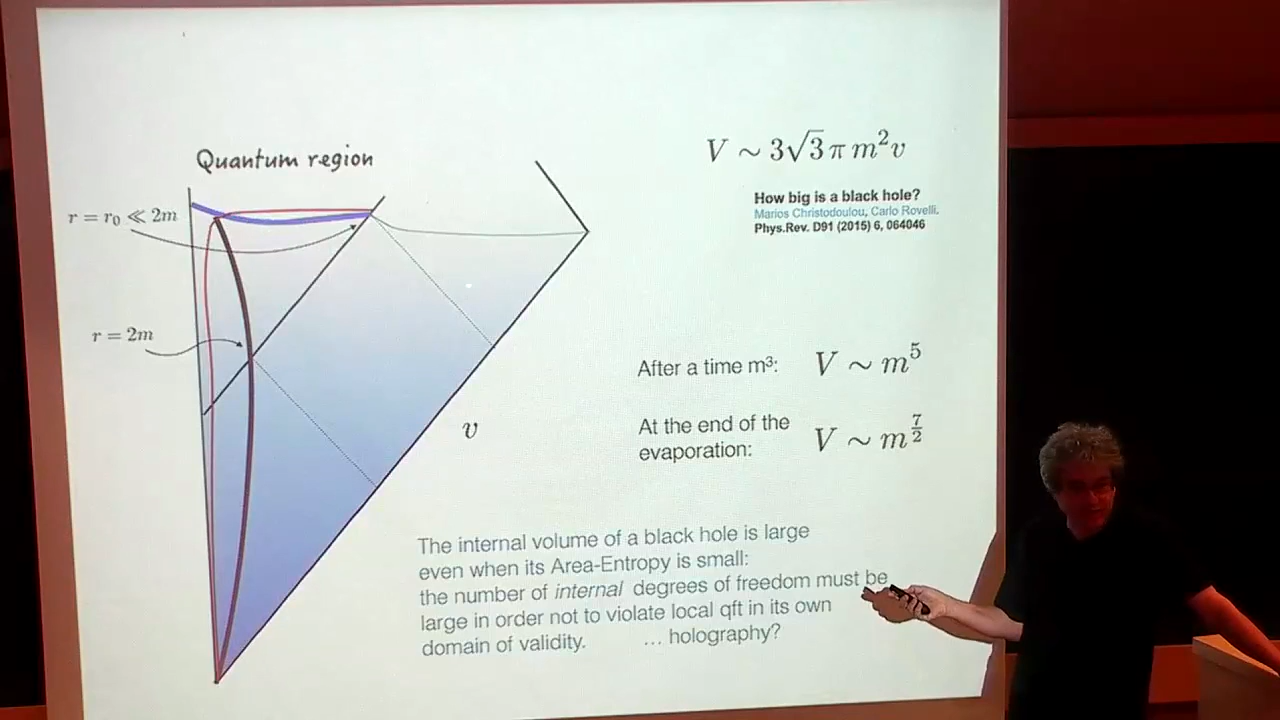 Quantum region
r = r₀ ≪ 2m
r = 2m
v
V ∼ 3√3 π m² v
How big is a black hole?
Marios Christodoulou, Carlo Rovelli.
Phys.Rev. D91 (2015) 6, 064046
After a time m³: V ∼ m⁵
At the end of the
evaporation: V ∼ m^(7/2)
The internal volume of a black hole is large
even when its Area-Entropy is small:
the number of internal degrees of freedom must be
large in order not to violate local qft in its own
domain of validity. ... holography?